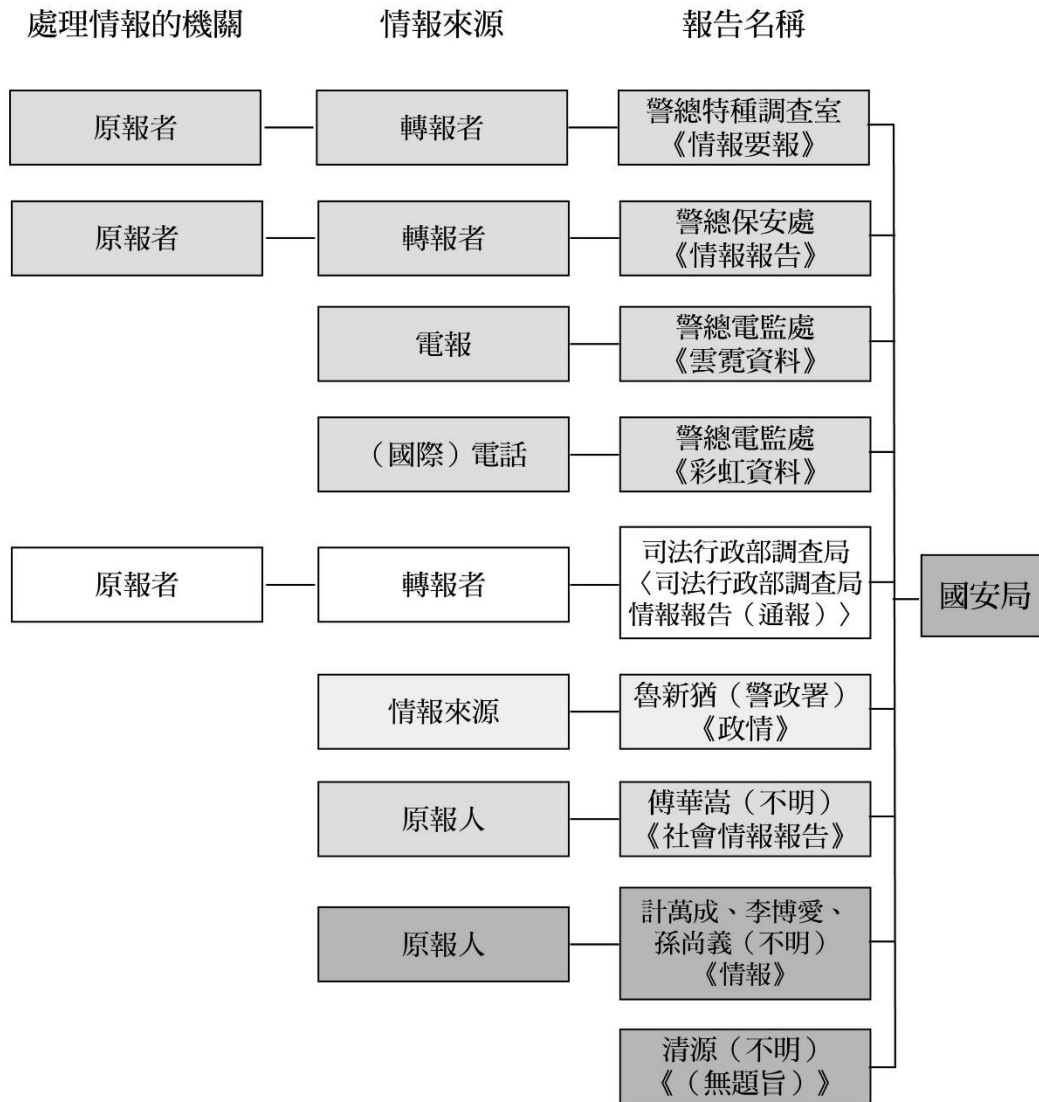 處理情報的機關 情報來源 報告名稱
原報者 轉報者 警總特種調查室
《情報要報》
原報者 轉報者 警總保安處
《情報報告》
電報 警總電監處
《雲霓資料》
（國際）電話 警總電監處
《彩虹資料》
原報者 轉報者 司法行政部調查局
〈司法行政部調查局
情報報告（通報）〉
國安局
情報來源 魯新猶（警政署）
《政情》
原報人 傅華嵩（不明）
《社會情報報告》
原報人 計萬成、李博愛、
孫尚義（不明）
《情報》
清源（不明）
《（無題旨）》